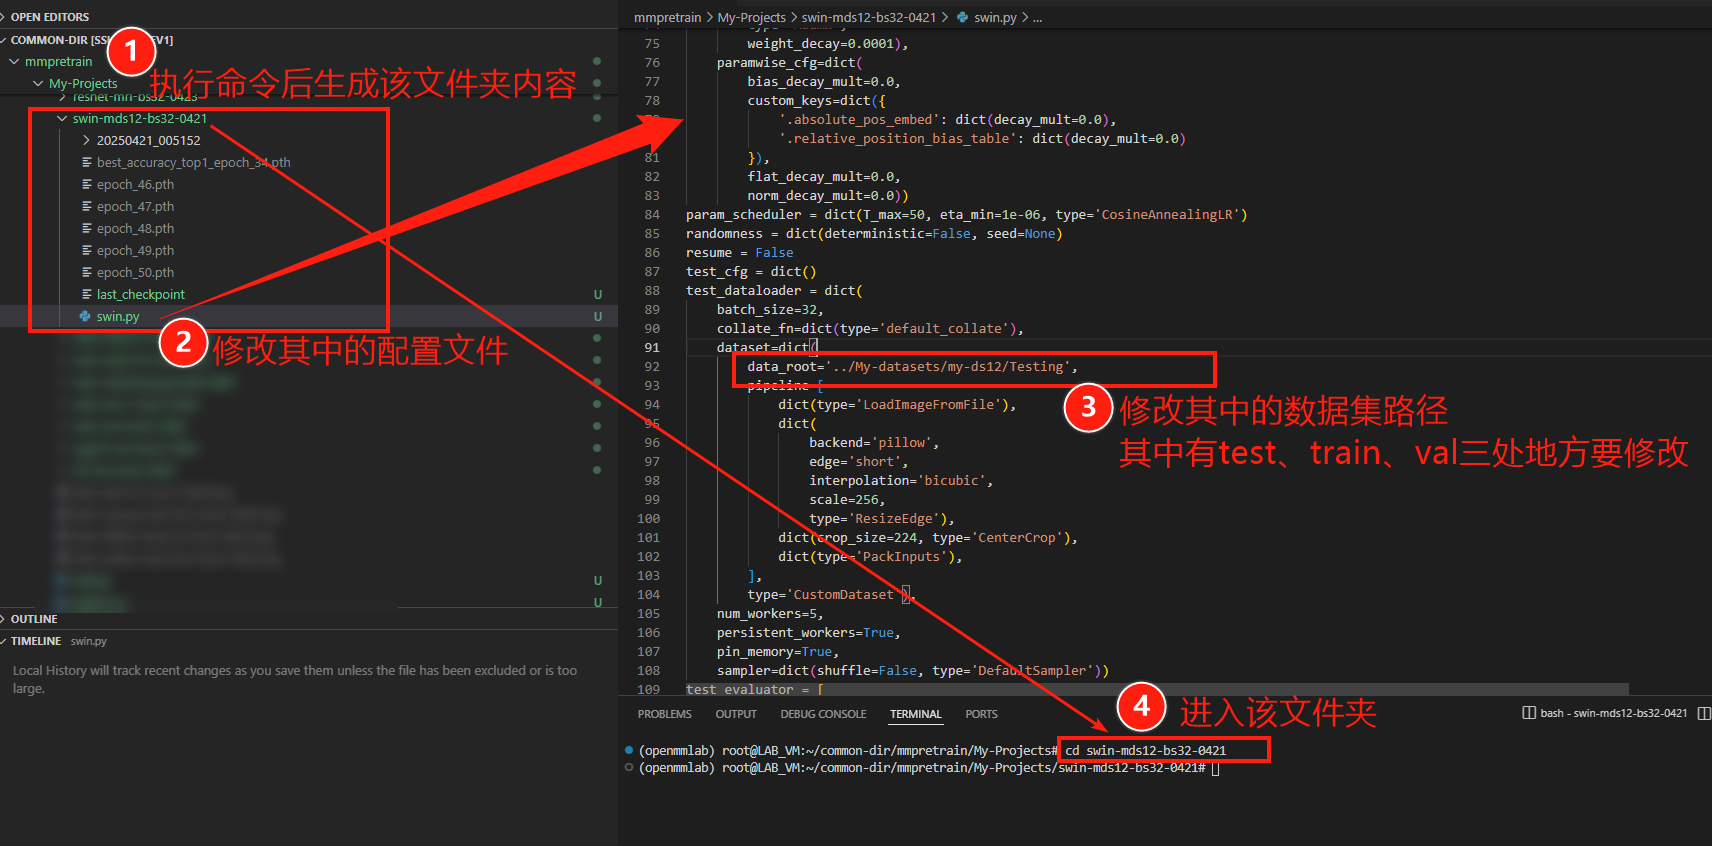 OPEN EDITORS
COMMON-DIR [SS
EV1]
mmpretrain
My-Projects
resnet-mri-bs32-0423
swin-mds12-bs32-0421
20250421_005152
best_accuracy_top1_epoch_34.pth
epoch_46.pth
epoch_47.pth
epoch_48.pth
epoch_49.pth
epoch_50.pth
last_checkpoint U
swin.py U
U
U
OUTLINE
TIMELINE swin.py
Local History will track recent changes as you save them unless the file has been excluded or is too
large.
1
执行命令后生成该文件夹内容
2
修改其中的配置文件
mmpretrain > My-Projects > swin-mds12-bs32-0421 > swin.py > ...
75 weight_decay=0.0001),
76 paramwise_cfg=dict(
77 bias_decay_mult=0.0,
78 custom_keys=dict({
'.absolute_pos_embed': dict(decay_mult=0.0),
'.relative_position_bias_table': dict(decay_mult=0.0)
81 }),
82 flat_decay_mult=0.0,
83 norm_decay_mult=0.0))
84 param_scheduler = dict(T_max=50, eta_min=1e-06, type='CosineAnnealingLR')
85 randomness = dict(deterministic=False, seed=None)
86 resume = False
87 test_cfg = dict()
88 test_dataloader = dict(
89 batch_size=32,
90 collate_fn=dict(type='default_collate'),
91 dataset=dict(
92 data_root='../My-datasets/my-ds12/Testing',
93 pipeline [
94 dict(type='LoadImageFromFile'),
95 dict(
96 backend='pillow',
97 edge='short',
98 interpolation='bicubic',
99 scale=256,
100 type='ResizeEdge'),
101 dict(crop_size=224, type='CenterCrop'),
102 dict(type='PackInputs'),
103 ],
104 type='CustomDataset'),
105 num_workers=5,
106 persistent_workers=True,
107 pin_memory=True,
108 sampler=dict(shuffle=False, type='DefaultSampler'))
109 test_evaluator = [
3
修改其中的数据集路径
其中有test、train、val三处地方要修改
4
进入该文件夹
PROBLEMS OUTPUT DEBUG CONSOLE TERMINAL PORTS
bash - swin-mds12-bs32-0421
(openmmlab) root@LAB_VM:~/common-dir/mmpretrain/My-Projects# cd swin-mds12-bs32-0421
(openmmlab) root@LAB_VM:~/common-dir/mmpretrain/My-Projects/swin-mds12-bs32-0421#